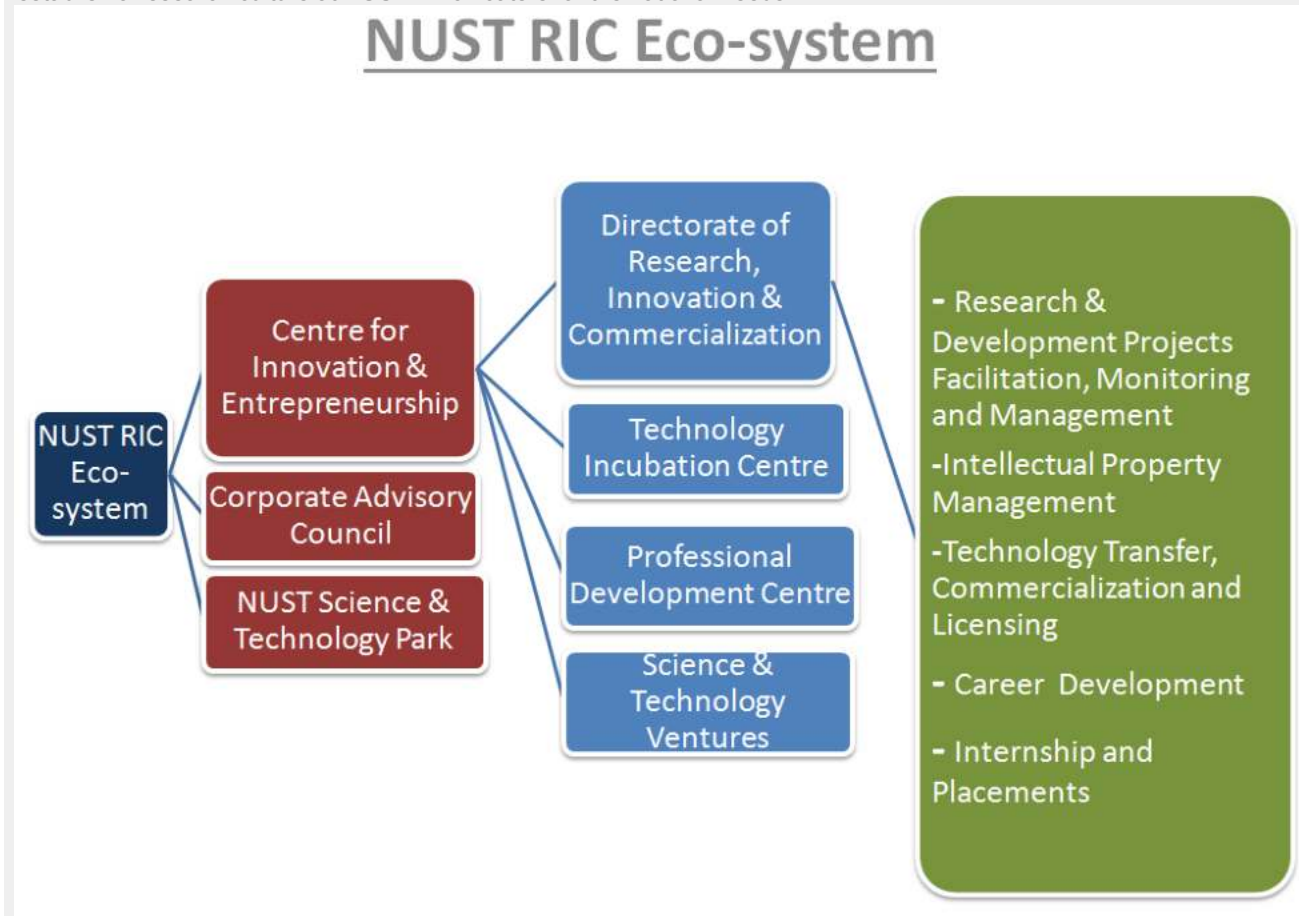 NUST RIC Eco-system
NUST RIC
Eco-
system
Centre for
Innovation &
Entrepreneurship
Corporate Advisory
Council
NUST Science &
Technology Park
Directorate of
Research,
Innovation &
Commercialization
Technology
Incubation Centre
Professional
Development Centre
Science &
Technology
Ventures
- Research &
Development Projects
Facilitation, Monitoring
and Management
-Intellectual Property
Management
-Technology Transfer,
Commercialization and
Licensing
- Career Development
- Internship and
Placements